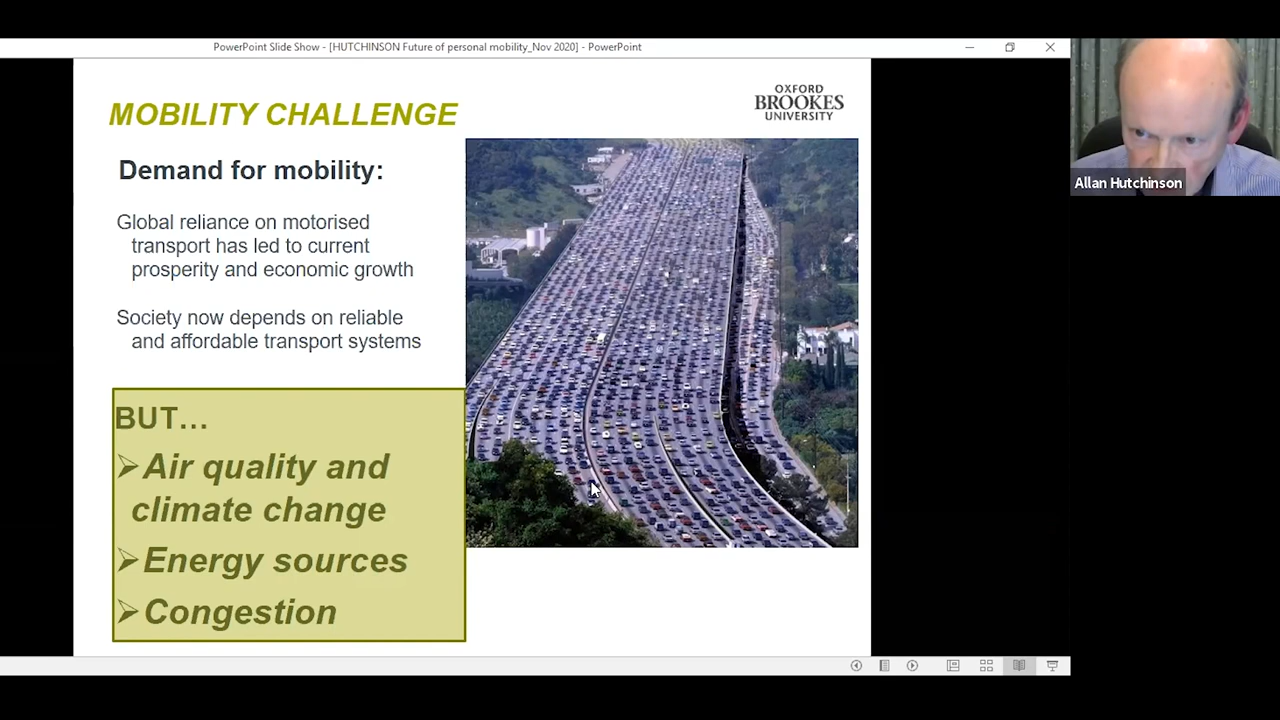 PowerPoint Slide Show - [HUTCHINSON Future of personal mobility_Nov 2020] - PowerPoint
MOBILITY CHALLENGE
OXFORD
BROOKES
UNIVERSITY
Demand for mobility:
Global reliance on motorised
transport has led to current
prosperity and economic growth
Society now depends on reliable
and affordable transport systems
BUT…
➢Air quality and
climate change
➢Energy sources
➢Congestion
Allan Hutchinson